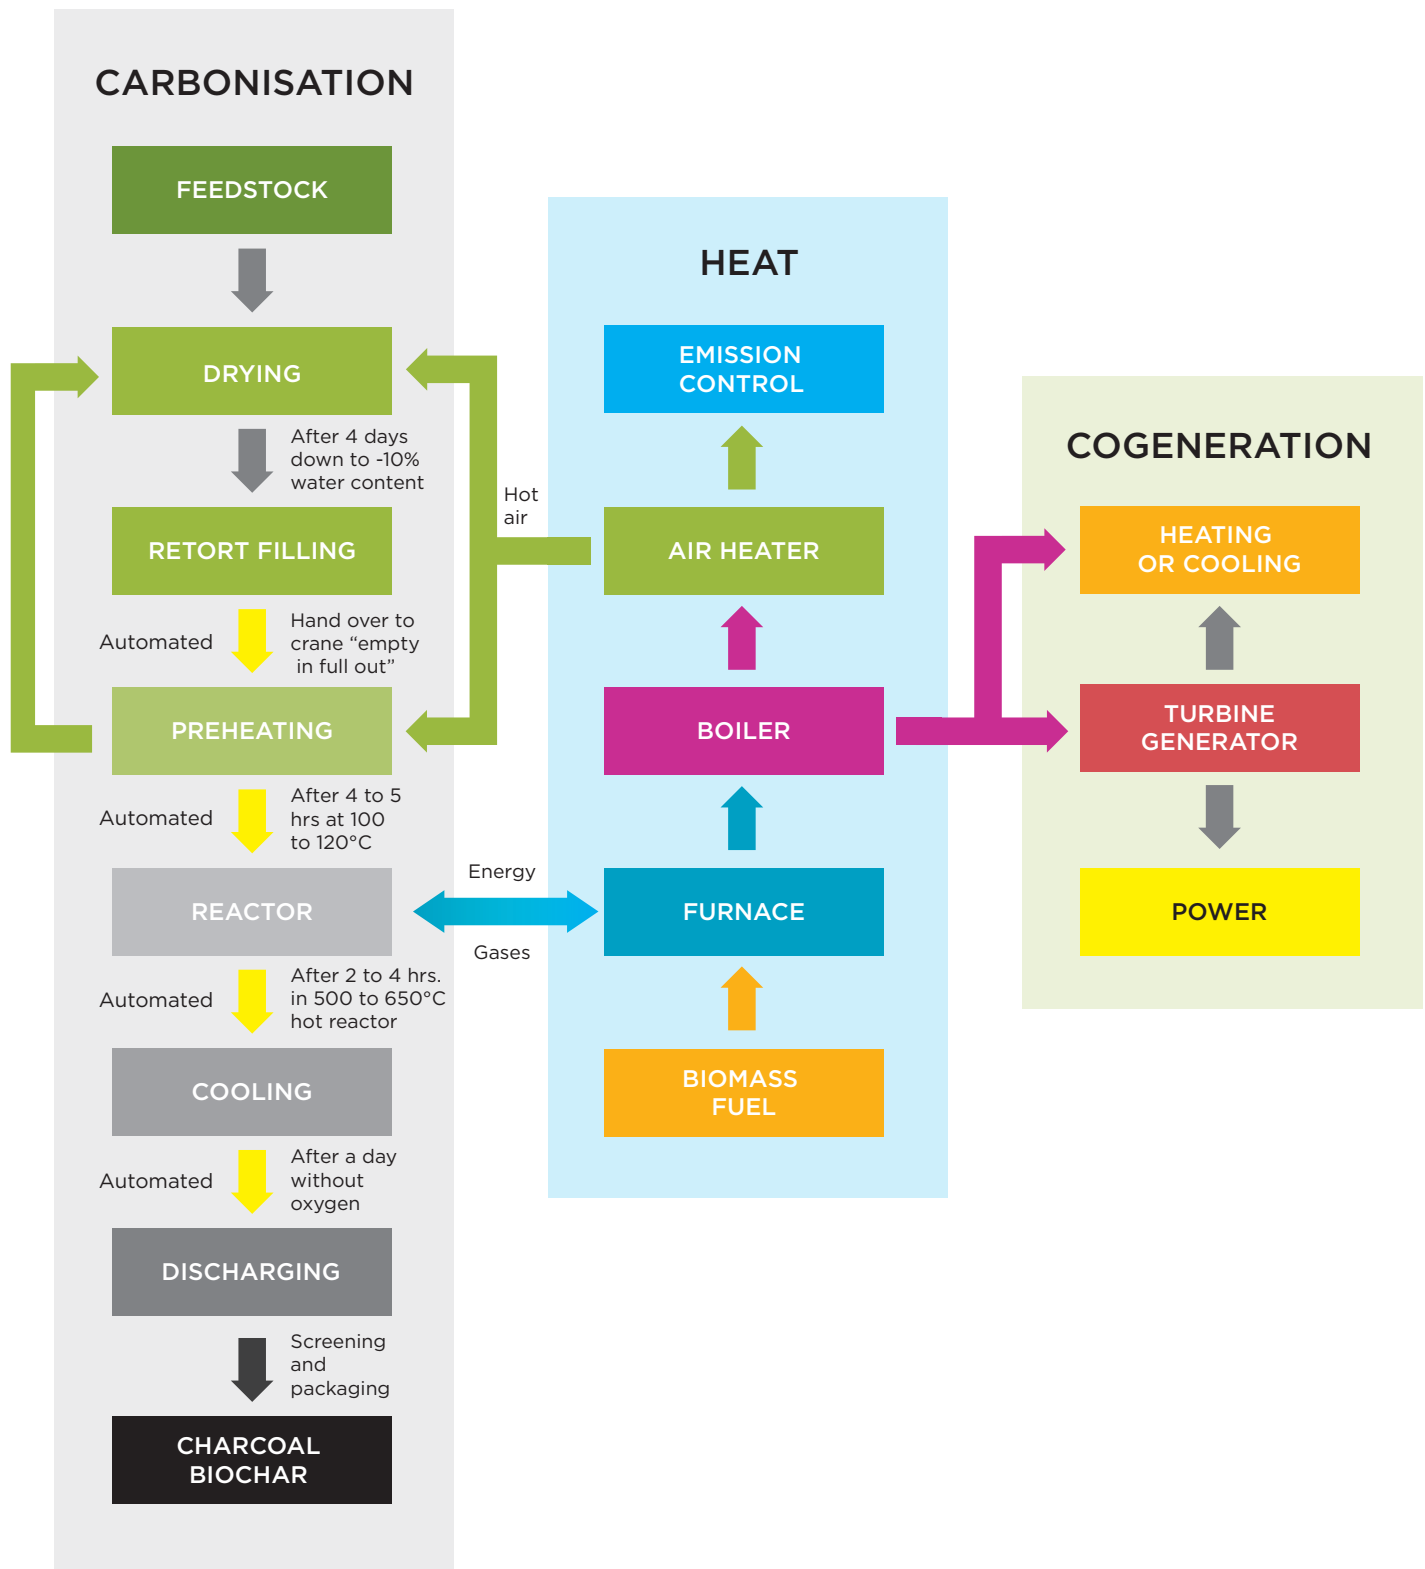 CARBONISATION
FEEDSTOCK
DRYING
After 4 days
down to -10%
water content
RETORT FILLING
Automated
Hand over to
crane “empty
in full out”
PREHEATING
Automated
After 4 to 5
hrs at 100
to 120°C
REACTOR
Automated
After 2 to 4 hrs.
in 500 to 650°C
hot reactor
COOLING
Automated
After a day
without
oxygen
DISCHARGING
Screening
and
packaging
CHARCOAL
BIOCHAR
Hot
air
Energy
Gases
HEAT
EMISSION
CONTROL
AIR HEATER
BOILER
FURNACE
BIOMASS
FUEL
COGENERATION
HEATING
OR COOLING
TURBINE
GENERATOR
POWER